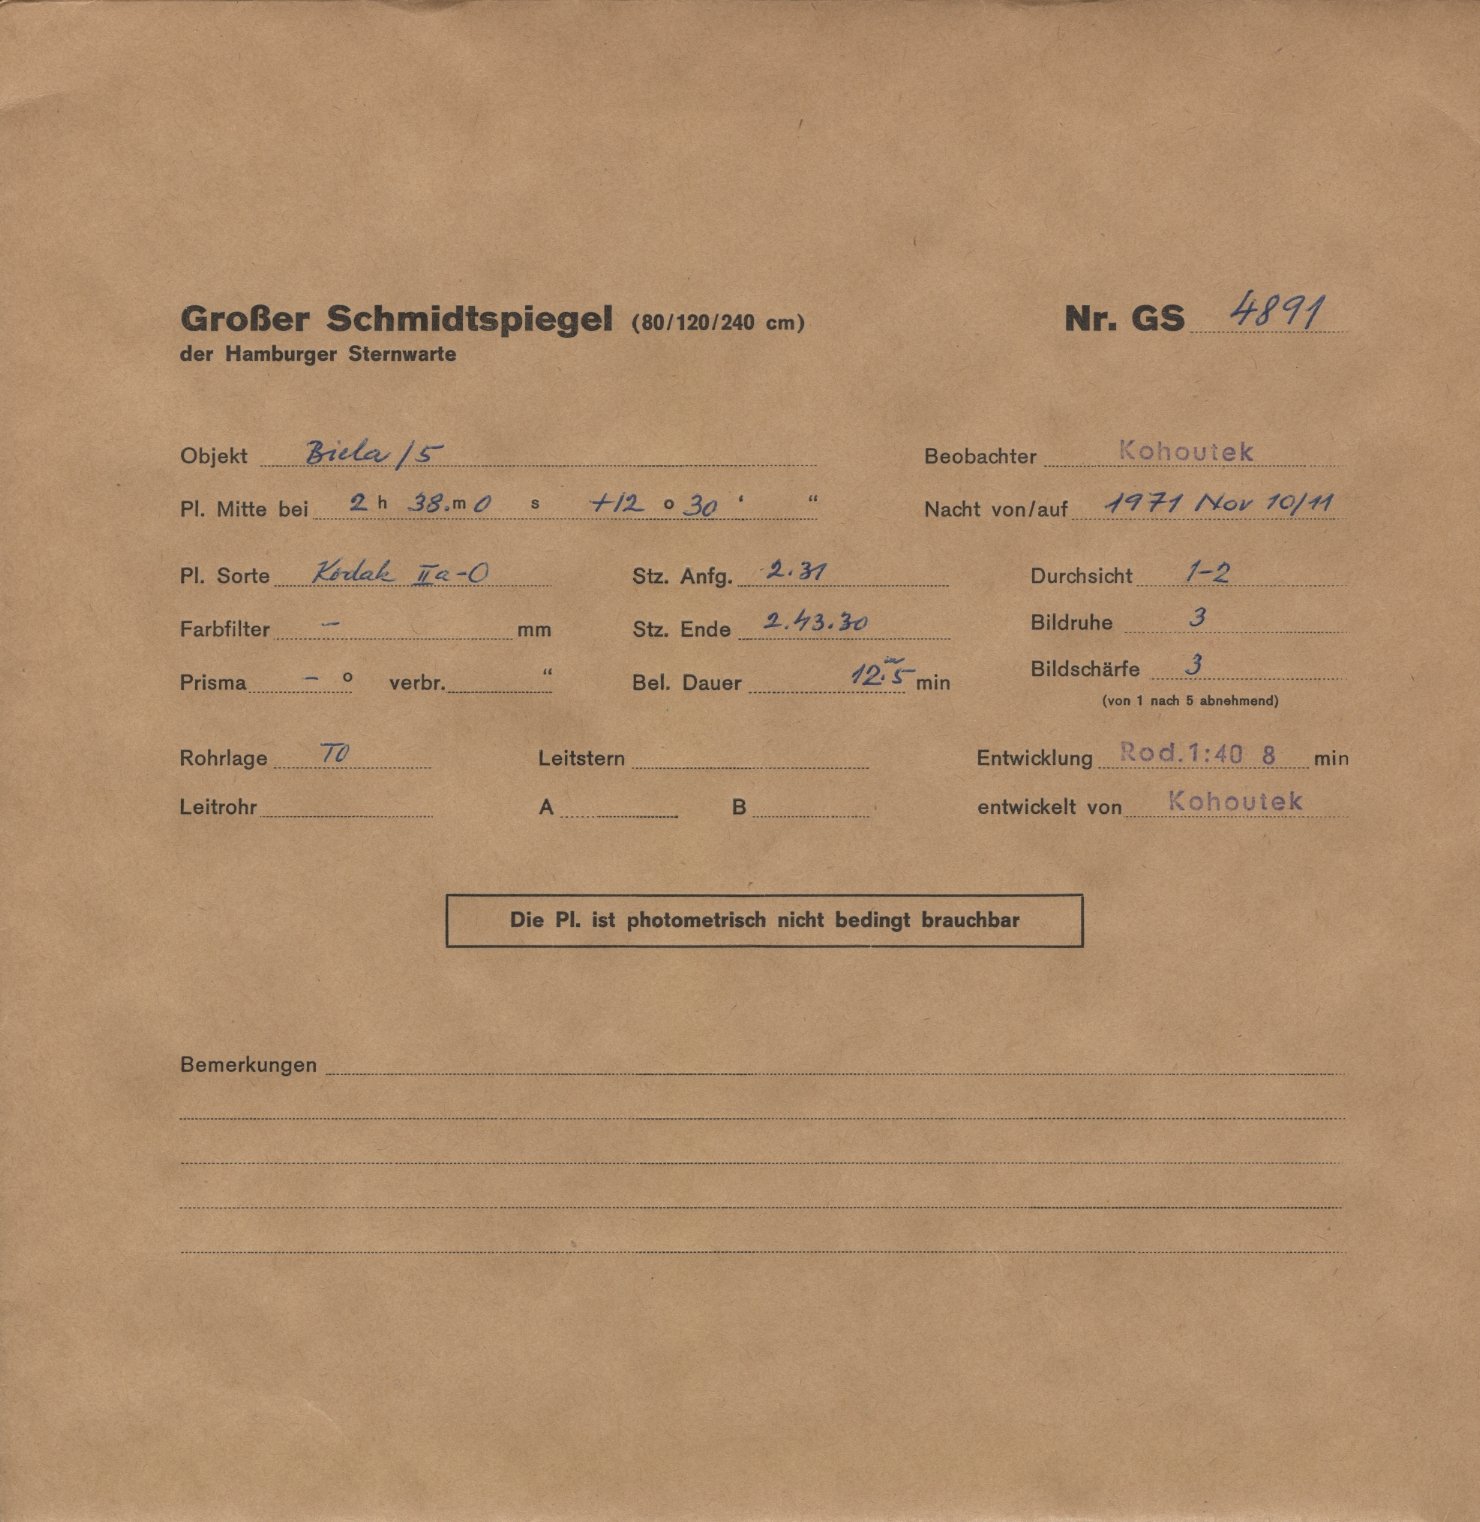 Großer Schmidtspiegel (80/120/240 cm) Nr. GS 4891
der Hamburger Sternwarte
Objekt Biela/5 Beobachter Kohoutek
Pl. Mitte bei 2 h 38. m 0 s +12 o 30 ‘ “ Nacht von/auf 1971 Nov 10/11
Pl. Sorte Kodak IIa-O Stz. Anfg. 2.31 Durchsicht 1-2
Farbfilter – mm Stz. Ende 2.43.30 Bildruhe 3
Prisma – o verbr. “ Bel. Dauer 12.m5 min Bildschärfe 3
(von 1 nach 5 abnehmend)
Rohrlage TO Leitstern Entwicklung Rod.1:40 8 min
Leitrohr A B entwickelt von Kohoutek
Die Pl. ist photometrisch nicht bedingt brauchbar
Bemerkungen